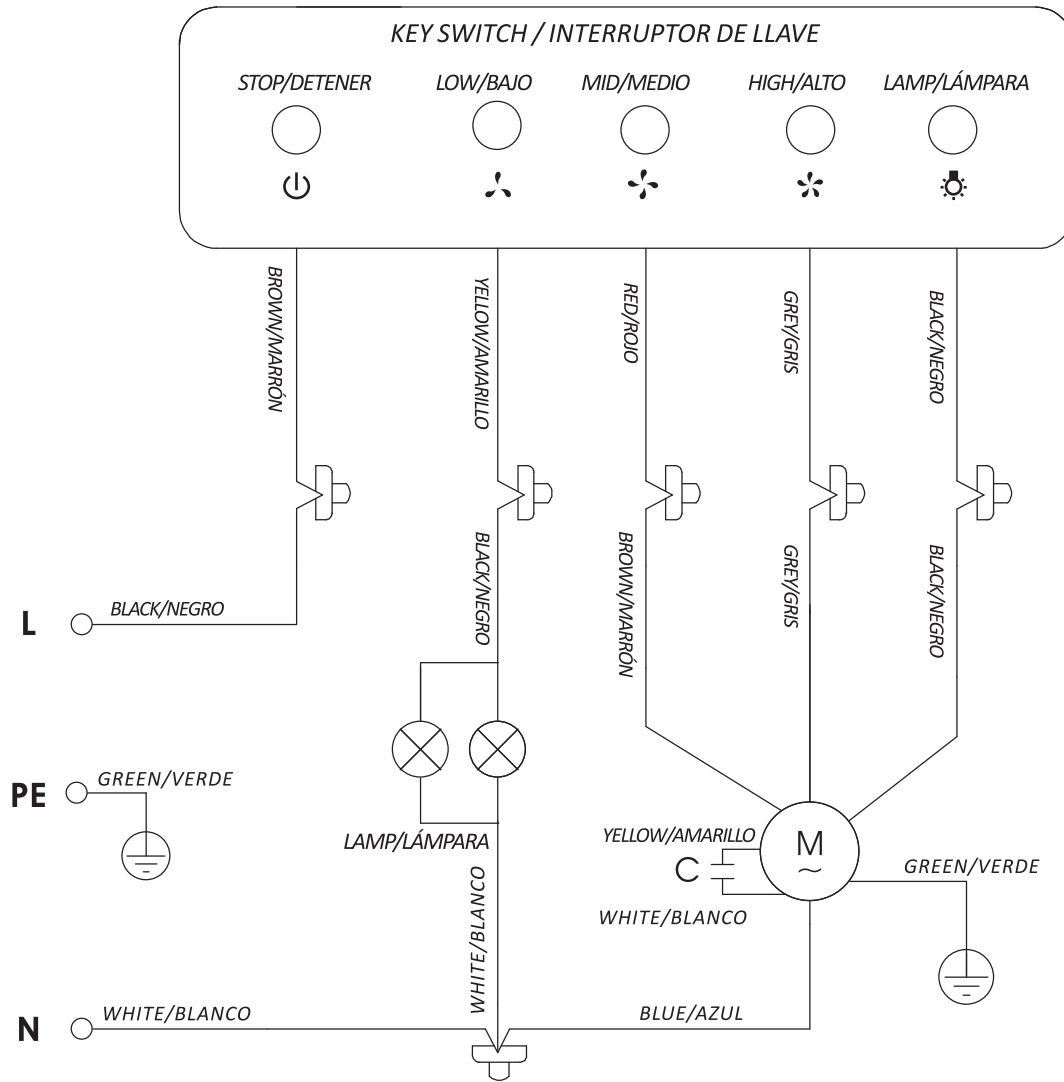 KEY SWITCH / INTERRUPTOR DE LLAVE
STOP/DETENER
LOW/BAJO
MID/MEDIO
HIGH/ALTO
LAMP/LÁMPARA
BROWN/MARRÓN
YELLOW/AMARILLO
RED/ROJO
GREY/GRIS
BLACK/NEGRO
BLACK/NEGRO
BROWN/MARRÓN
GREY/GRIS
BLACK/NEGRO
L
BLACK/NEGRO
PE
GREEN/VERDE
LAMP/LÁMPARA
YELLOW/AMARILLO
M
~
C
GREEN/VERDE
WHITE/BLANCO
WHITE/BLANCO
N
WHITE/BLANCO
BLUE/AZUL